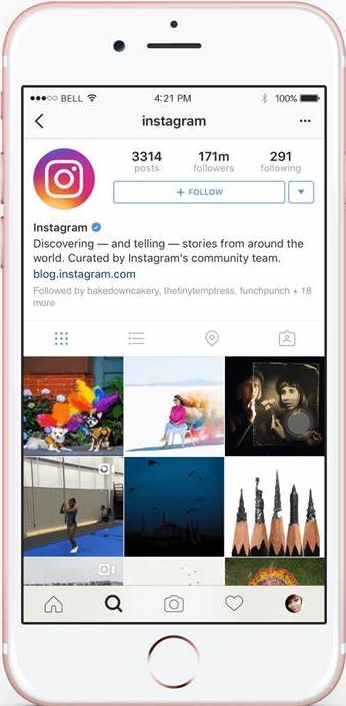 BELL 4:21 PM 100%
instagram
3314 171m 291
posts followers following
+ FOLLOW
Instagram
Discovering — and telling — stories from around the
world. Curated by Instagram's community team.
blog.instagram.com
Followed by bakedowncakery, thetinytemptress, funchpunch + 18
more